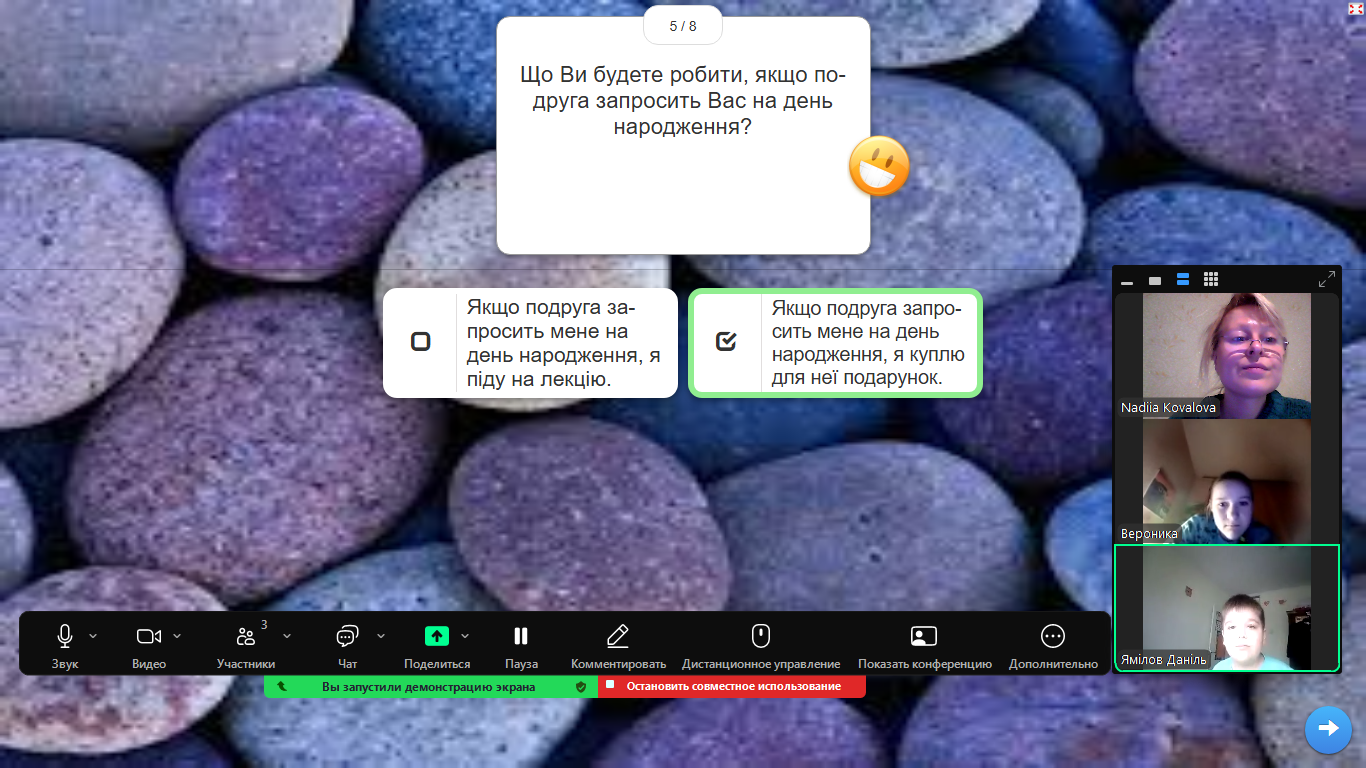 5 / 8
Що Ви будете робити, якщо по-
друга запросить Вас на день
народження?
Якщо подруга за-
просить мене на
день народження, я
піду на лекцію.
Якщо подруга запро-
сить мене на день
народження, я куплю
для неї подарунок.
Nadiia Kovalova
Вероника
Ямілов Даніль
3
Звук
Видео
Участники
Чат
Поделиться
Пауза
Комментировать
Дистанционное управление
Показать конференцию
Дополнительно
Вы запустили демонстрацию экрана
Остановить совместное использование